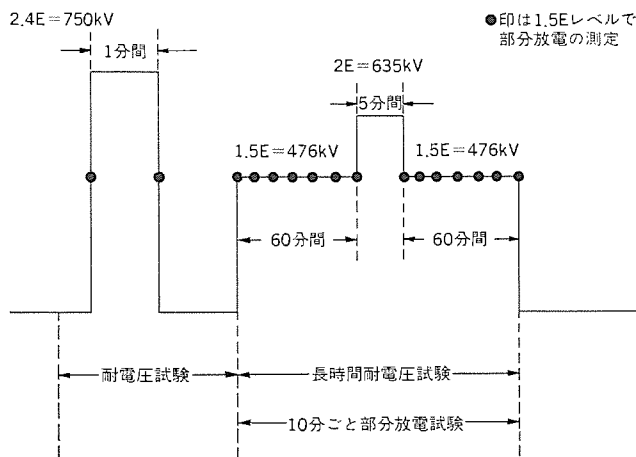 2.4E=750kV
1分間
●印は1.5Eレベルで
部分放電の測定
2E=635kV
5分間
1.5E=476kV
1.5E=476kV
60分間
60分間
耐電圧試験
長時間耐電圧試験
10分ごと部分放電試験